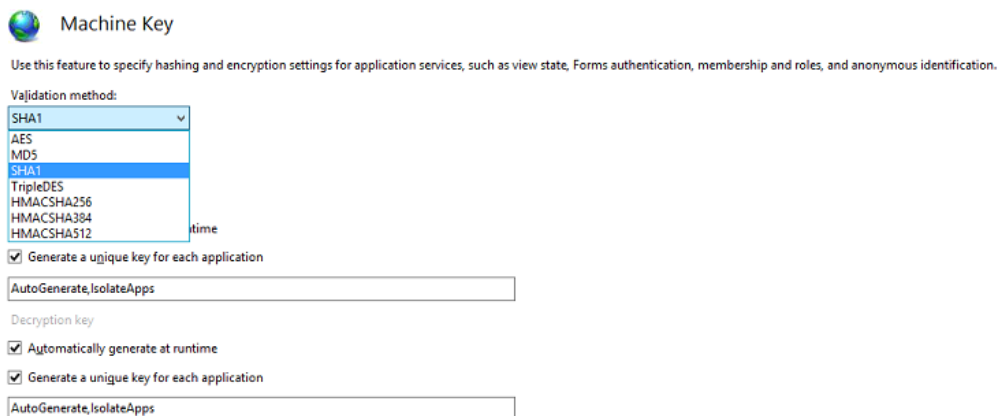 Machine Key
Use this feature to specify hashing and encryption settings for application services, such as view state, Forms authentication, membership and roles, and anonymous identification.
Validation method:
SHA1
AES
MD5
SHA1
TripleDES
HMACSHA256
HMACSHA384
HMACSHA512
Generate a unique key for each application
AutoGenerate,IsolateApps
Decryption key
Automatically generate at runtime
Generate a unique key for each application
AutoGenerate,IsolateApps